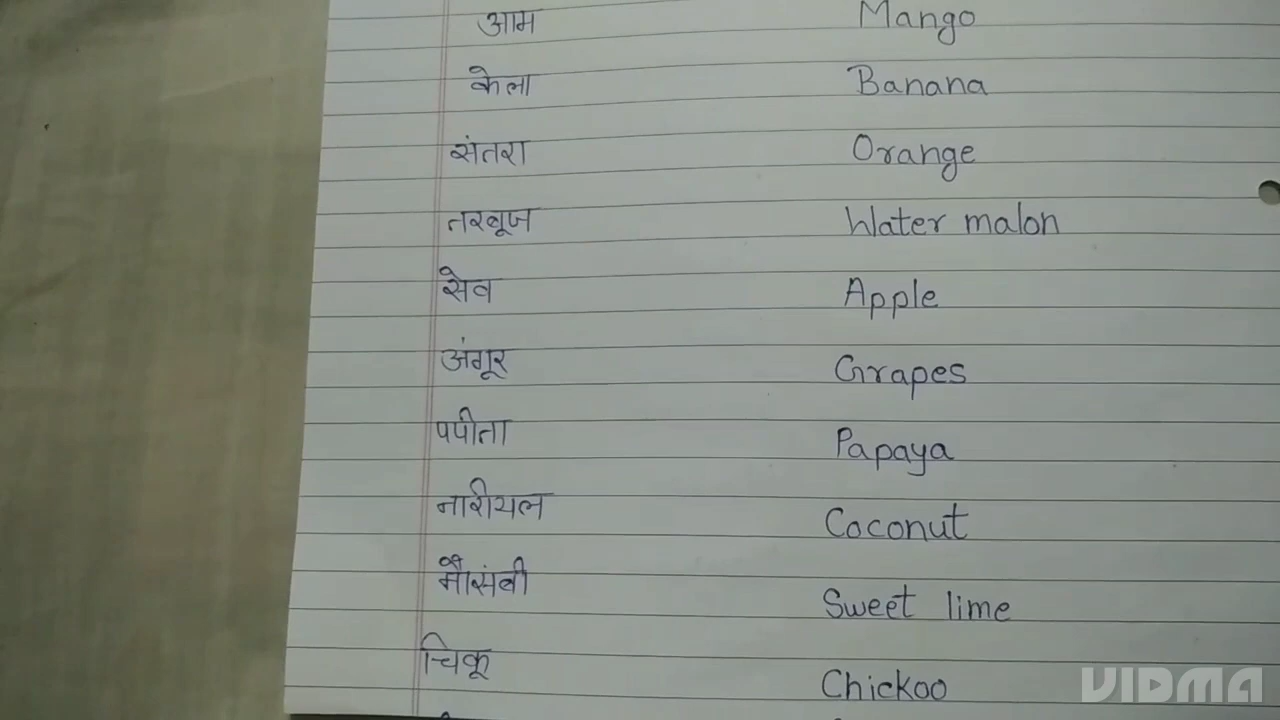 आम Mango
केला Banana
संतरा Orange
तरबूज Water malon
सेव Apple
अंगूर Grapes
पपीता Papaya
नारीयल Coconut
मौसंबी Sweet lime
चिकू Chickoo
VIDMA